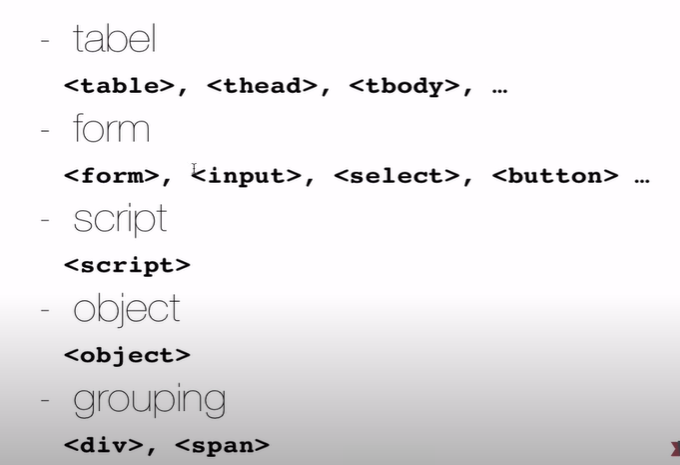 - tabel
<table>, <thead>, <tbody>, …
- form
<form>, <input>, <select>, <button> …
- script
<script>
- object
<object>
- grouping
<div>, <span>